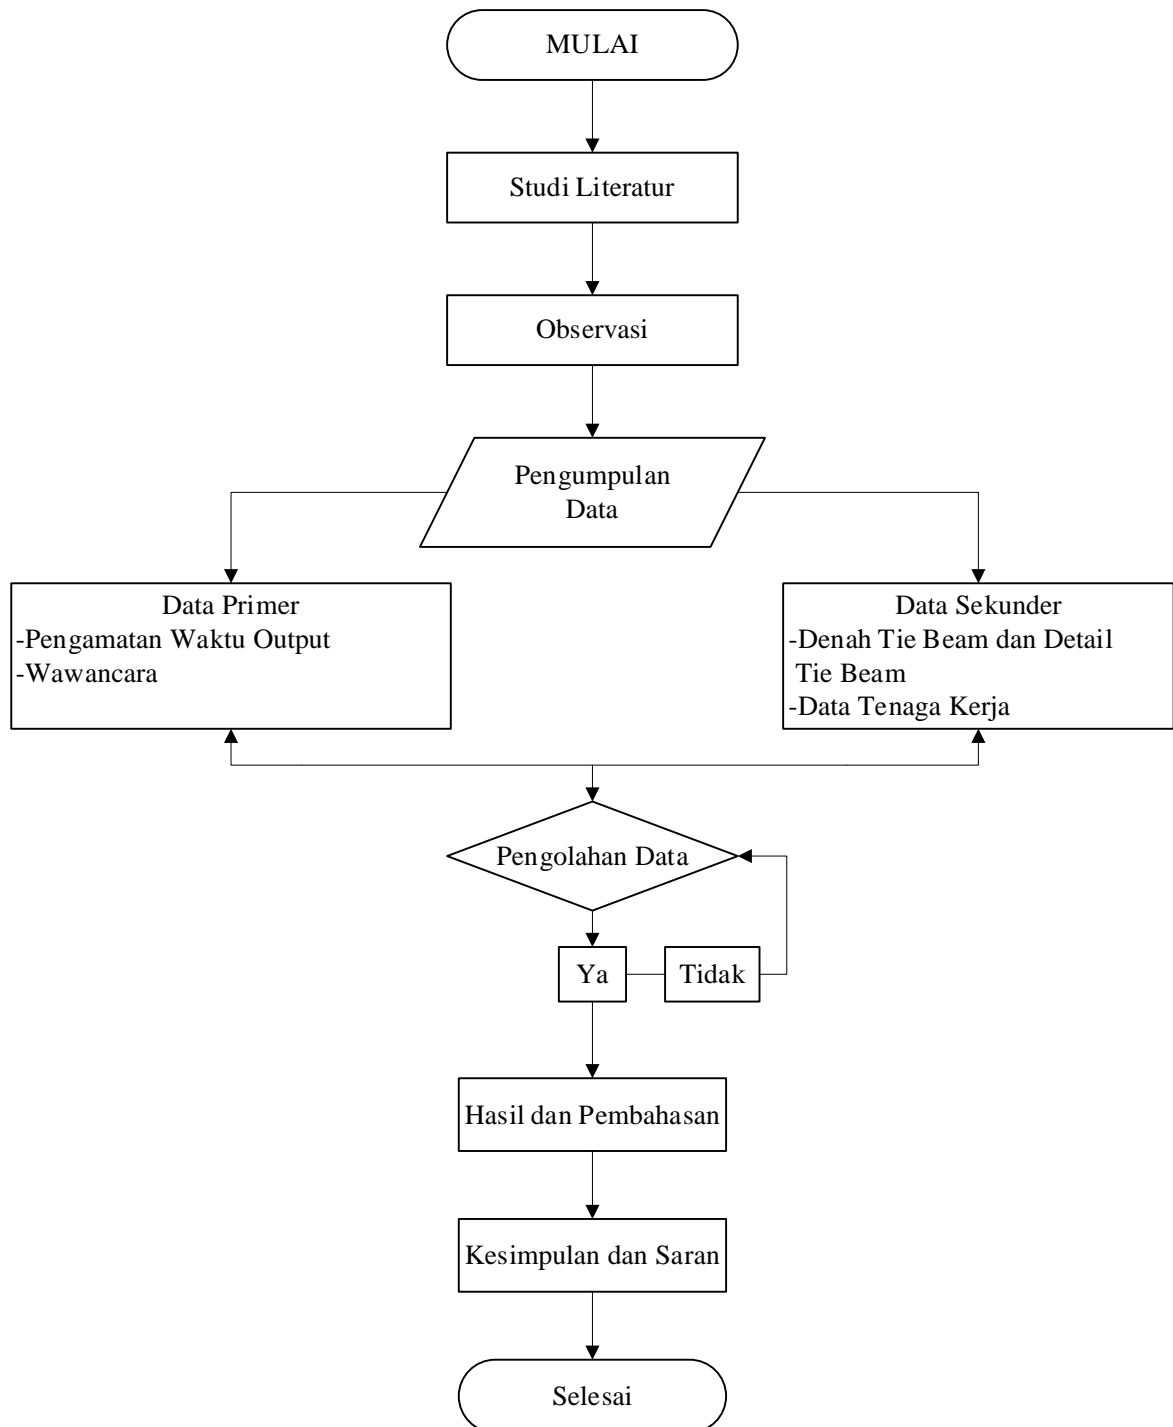 MULAI
Studi Literatur
Observasi
Pengumpulan
Data
Data Primer
-Pengamatan Waktu Output
-Wawancara
Data Sekunder
-Denah Tie Beam dan Detail
Tie Beam
-Data Tenaga Kerja
Pengolahan Data
Ya
Tidak
Hasil dan Pembahasan
Kesimpulan dan Saran
Selesai